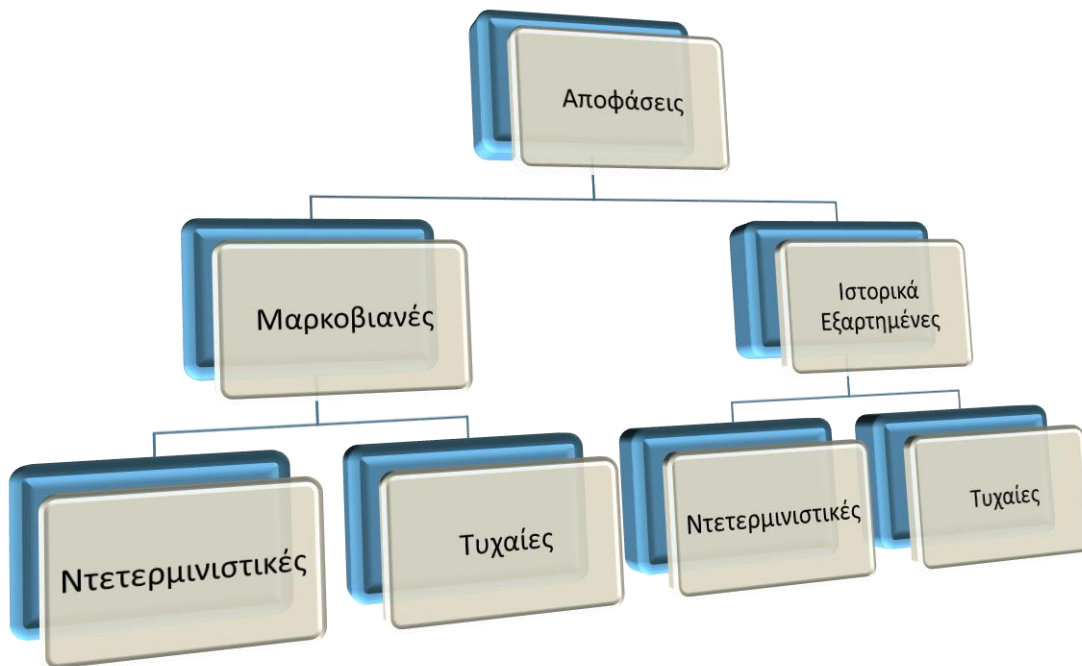 Αποφάσεις
Μαρκοβιανές
Ιστορικά
Εξαρτημένες
Ντετερμινιστικές
Τυχαίες
Ντετερμινιστικές
Τυχαίες